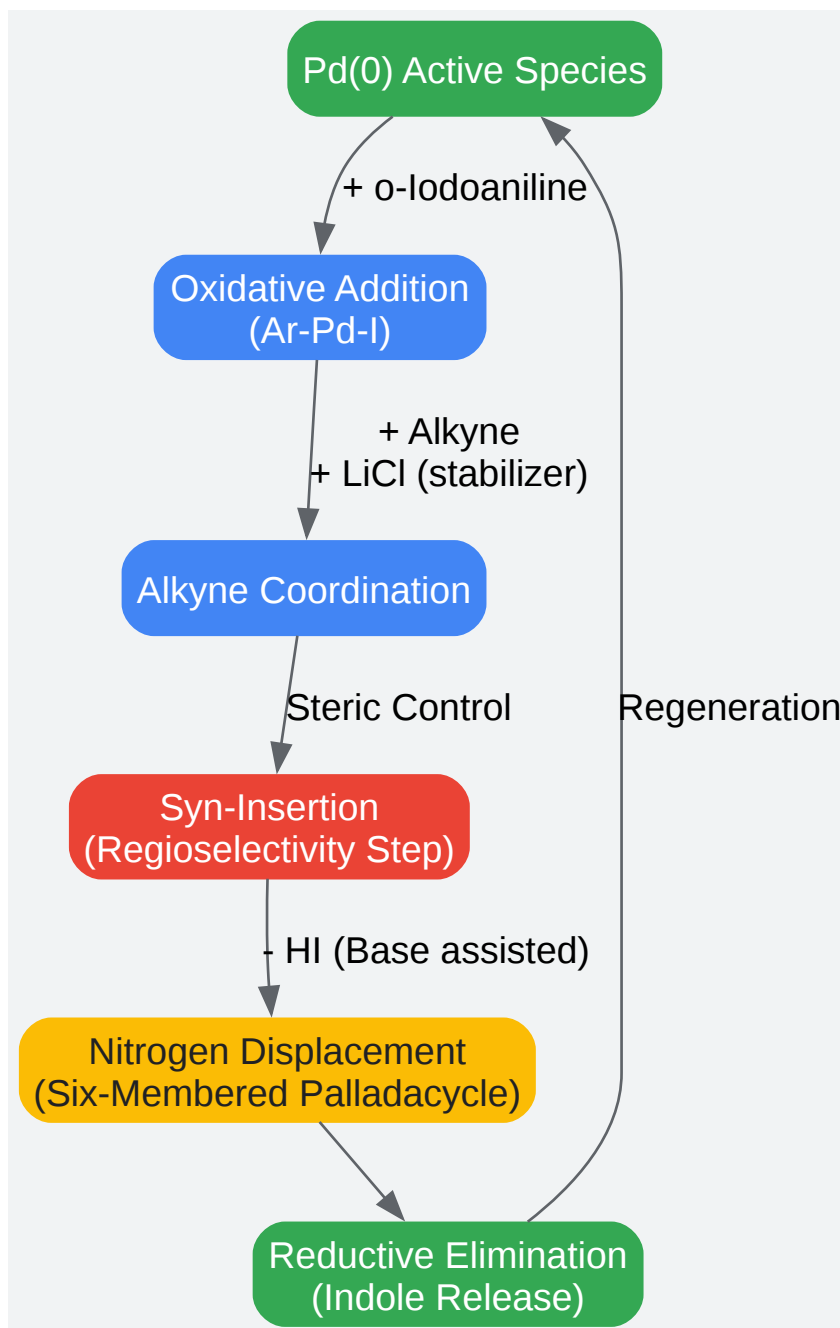 Pd(0) Active Species
+ o-Iodoaniline
Oxidative Addition
(Ar-Pd-I)
+ Alkyne
+ LiCl (stabilizer)
Alkyne Coordination
Steric Control
Regeneration
Syn-Insertion
(Regioselectivity Step)
- HI (Base assisted)
Nitrogen Displacement
(Six-Membered Palladacycle)
Reductive Elimination
(Indole Release)